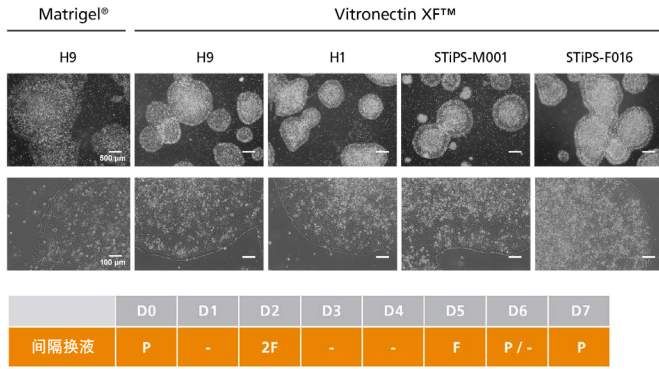 Matrigel® Vitronectin XF™
H9 H9 H1 STiPS-M001 STiPS-F016
500 μm
100 μm
D0 D1 D2 D3 D4 D5 D6 D7
间隔换液 P - 2F - - F P / - P